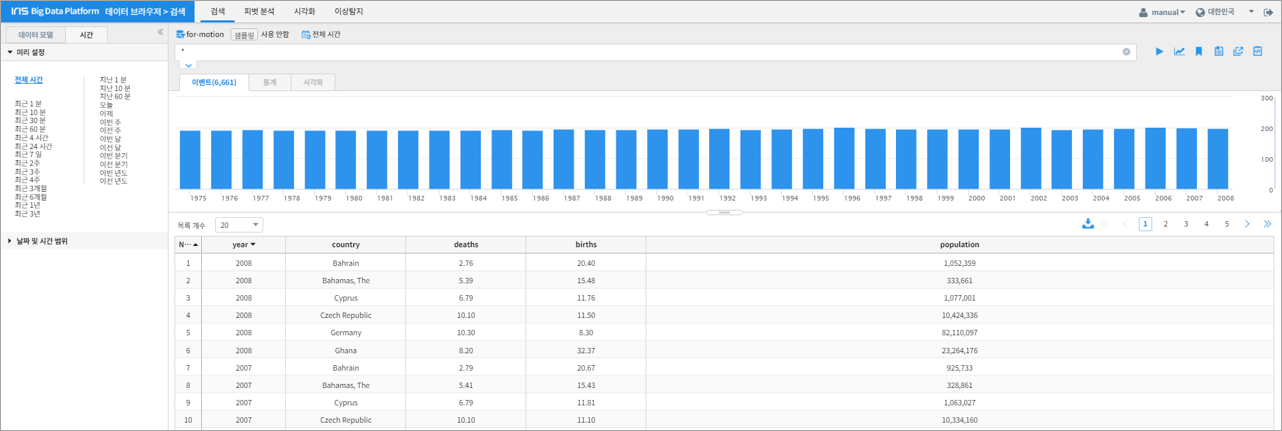 IRIS Big Data Platform 데이터 브라우저 > 검색
검색 피벗 분석 시각화 이상탐지
manual 대한민국
데이터 모델 시간
미리 설정
전체 시간
최근 1 분
최근 10 분
최근 30 분
최근 60 분
최근 4 시간
최근 24 시간
최근 7 일
최근 2주
최근 3주
최근 4주
최근 3개월
최근 6개월
최근 1년
최근 3년
지난 1 분
지난 10 분
지난 60 분
오늘
어제
이번 주
이전 주
이번 달
이전 달
이번 분기
이전 분기
이번 년도
이전 년도
날짜 및 시간 범위
for-motion 샘플링 사용 안함 전체 시간
*
이벤트(6,661) 통계 시각화
300
200
100
0
1975 1976 1977 1978 1979 1980 1981 1982 1983 1984 1985 1986 1987 1988 1989 1990 1991 1992 1993 1994 1995 1996 1997 1998 1999 2000 2001 2002 2003 2004 2005 2006 2007 2008
목록 개수 20
1 2 3 4 5
N⋯ year country deaths births population
1 2008 Bahrain 2.76 20.40 1,052,359
2 2008 Bahamas, The 5.39 15.48 333,661
3 2008 Cyprus 6.79 11.76 1,077,001
4 2008 Czech Republic 10.10 11.50 10,424,336
5 2008 Germany 10.30 8.30 82,110,097
6 2008 Ghana 8.20 32.37 23,264,176
7 2007 Bahrain 2.79 20.67 925,733
8 2007 Bahamas, The 5.41 15.43 328,861
9 2007 Cyprus 6.79 11.81 1,063,027
10 2007 Czech Republic 10.10 11.10 10,334,160